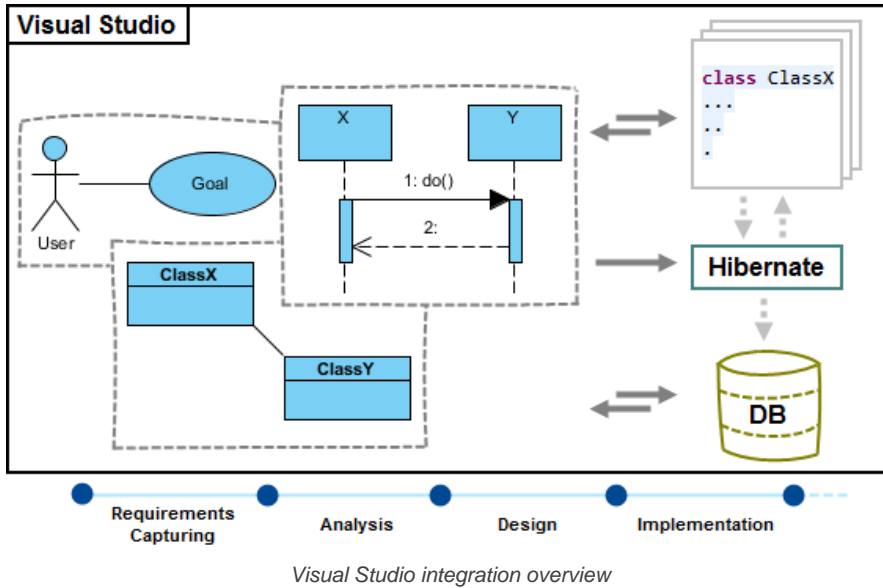 Visual Studio
class ClassX
...
..
.
X
Y
1: do()
Goal
2:
User
ClassX
Hibernate
ClassY
DB
Requirements
Capturing
Analysis
Design
Implementation
Visual Studio integration overview